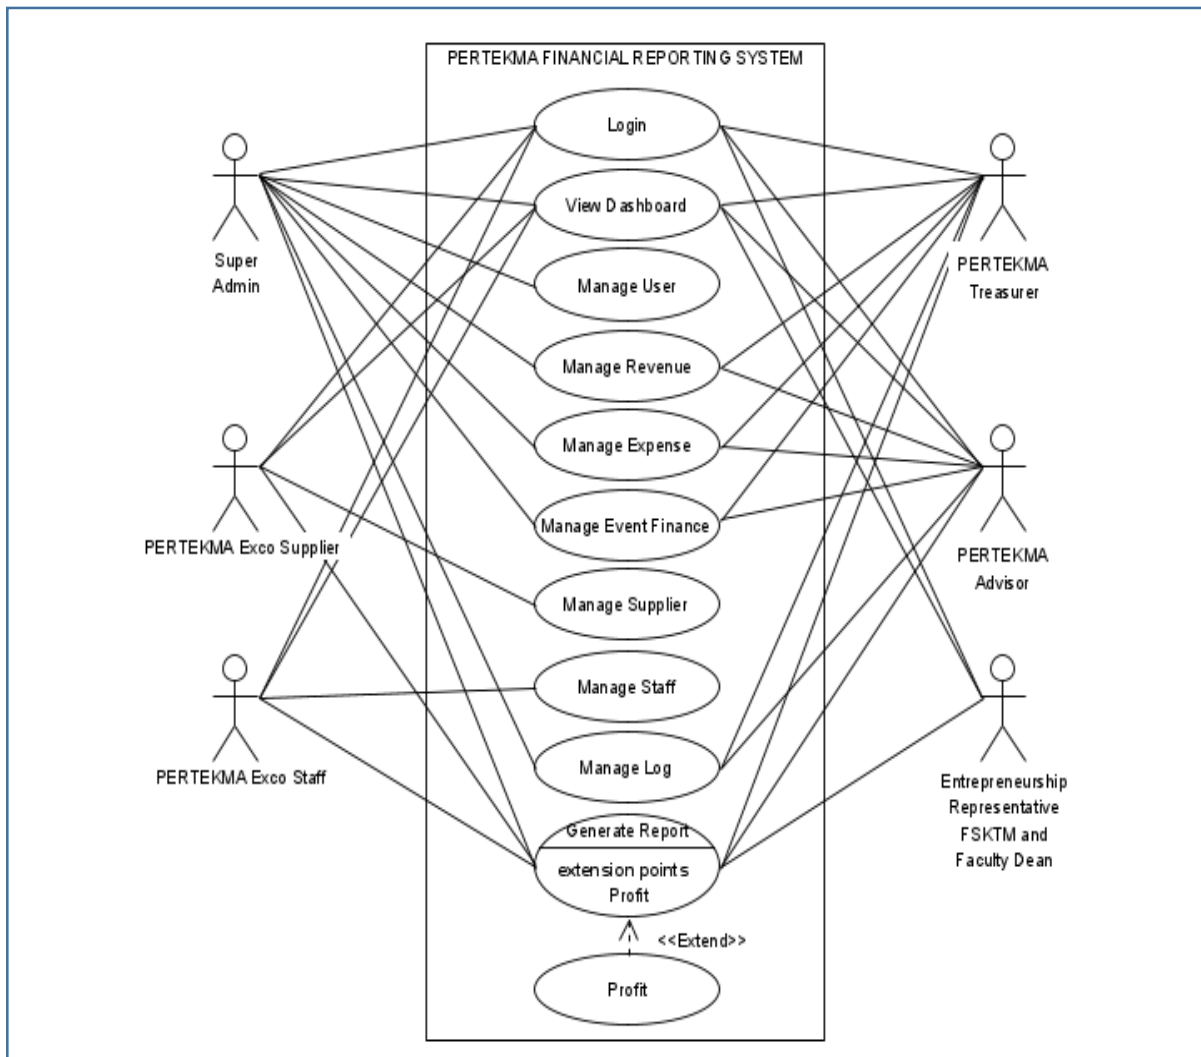 PERTEKMA FINANCIAL REPORTING SYSTEM
Login
View Dashboard
Super
Admin
PERTEKMA
Treasurer
Manage User
Manage Revenue
Manage Expense
Manage Event Finance
PERTEKMA Exco Supplier
PERTEKMA
Advisor
Manage Supplier
Manage Staff
Manage Log
PERTEKMA Exco Staff
Entrepreneurship
Representative
FSKTM and
Faculty Dean
Generate Report
extension points
Profit
<<Extend>>
Profit